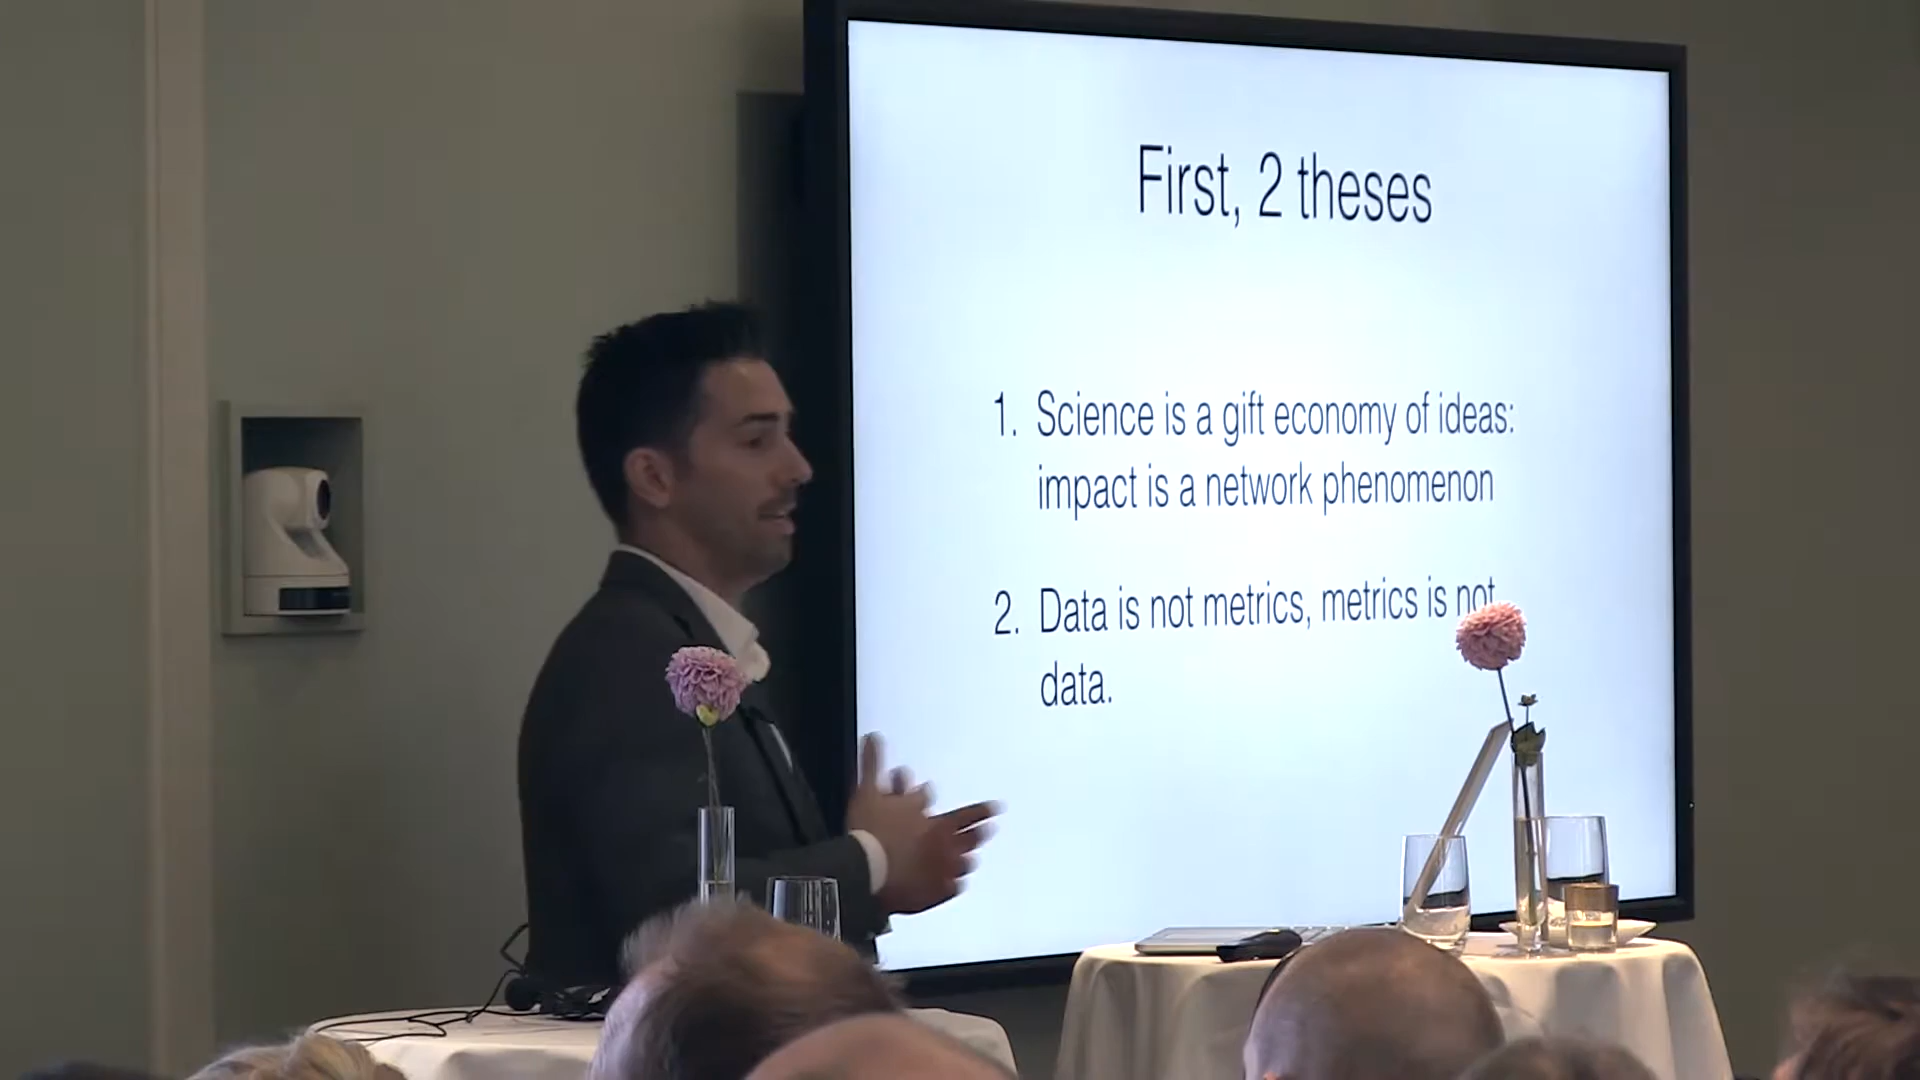 First, 2 theses
1. Science is a gift economy of ideas:
impact is a network phenomenon
2. Data is not metrics, metrics is not
data.